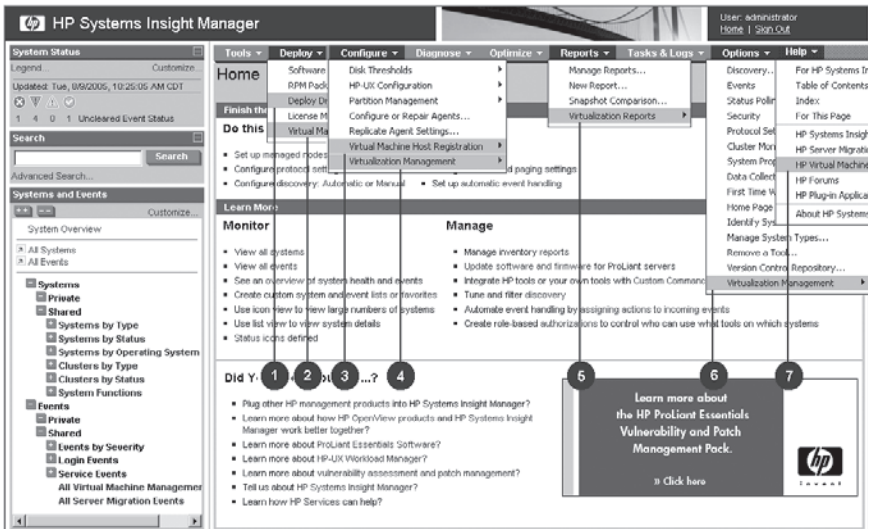 hp HP Systems Insight Manager
User: administrator
Home | Sign Out
System Status
Legend... Customize...
Updated: Tue, 8/9/2005, 10:25:05 AM CDT
1 4 0 1 Uncleared Event Status
Search
Search
Advanced Search...
Systems and Events
Customize...
System Overview
All Systems
All Events
Systems
Private
Shared
Systems by Type
Systems by Status
Systems by Operating System
Clusters by Type
Clusters by Status
System Functions
Events
Private
Shared
Events by Severity
Login Events
Service Events
All Virtual Machine Managemer
All Server Migration Events
Tools Deploy Configure Diagnose Optimize Reports Tasks & Logs Options Help
Home
Software
RPM Pack
Deploy Dr
License M
Virtual Ma
Disk Thresholds
HP-UX Configuration
Partition Management
Configure or Repair Agents...
Replicate Agent Settings...
Virtual Machine Host Registration
Virtualization Management
Manage Reports...
New Report...
Snapshot Comparison...
Virtualization Reports
Discovery..
Events
Status Pollin
Security
Protocol Set
Cluster Mon
System Prop
Data Collect
First Time W
Home Page
Identify Sys
Manage System Types...
Remove a Tool...
Version Control Repository...
Virtualization Management
For HP Systems In
Table of Contents
Index
For This Page
HP Systems Insigh
HP Server Migratio
HP Virtual Machine
HP Forums
HP Plug-in Applica
About HP Systems
Finish th
Do this
Set up managed nodes
Configure protocol sett
Configure discovery: Automatic or Manual
and paging settings
Set up automatic event handling
Learn More
Monitor
View all systems
View all events
See an overview of system health and events
Create custom system and event lists or favorites
Use icon view to view large numbers of systems
Use list view to view system details
Status icons defined
Manage
Manage inventory reports
Update software and firmware for ProLiant servers
Integrate HP tools or your own tools with Custom Commanc
Tune and filter discovery
Automate event handling by assigning actions to incoming events
Create role-based authorizations to control who can use what tools on which systems
1 2 3 4 5 6 7
Did Y ...?
Plug other HP management products into HP Systems Insight Manager?
Learn more about how HP OpenView products and HP Systems Insight
Manager work better together?
Learn more about ProLiant Essentials Software?
Learn more about HP-UX Workload Manager?
Learn more about vulnerability assessment and patch management?
Tell us about HP Systems Insight Manager?
Learn how HP Services can help?
Learn more about
the HP ProLiant Essentials
Vulnerability and Patch
Management Pack.
» Click here
hp
invent